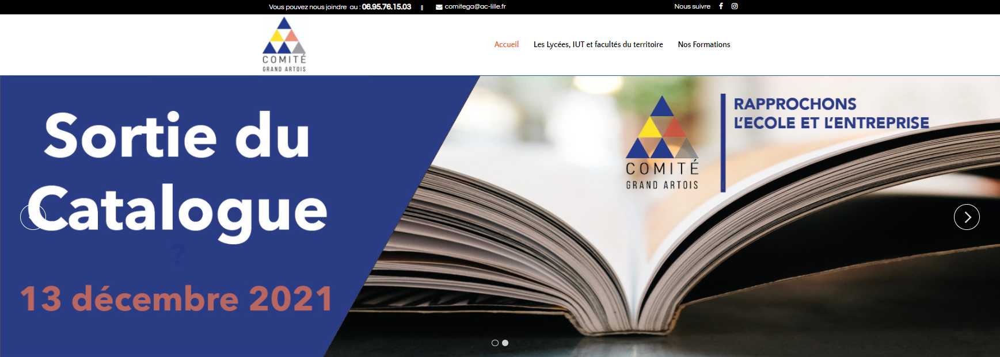 Vous pouvez nous joindre au : 06.95.76.15.03 | comitega@ac-lille.fr Nous suivre
COMITÉ
GRAND ARTOIS
Accueil Les Lycées, IUT et facultés du territoire Nos Formations
Sortie du
Catalogue
?
13 décembre 2021
COMITÉ
GRAND ARTOIS
RAPPROCHONS
L'ECOLE ET L'ENTREPRISE